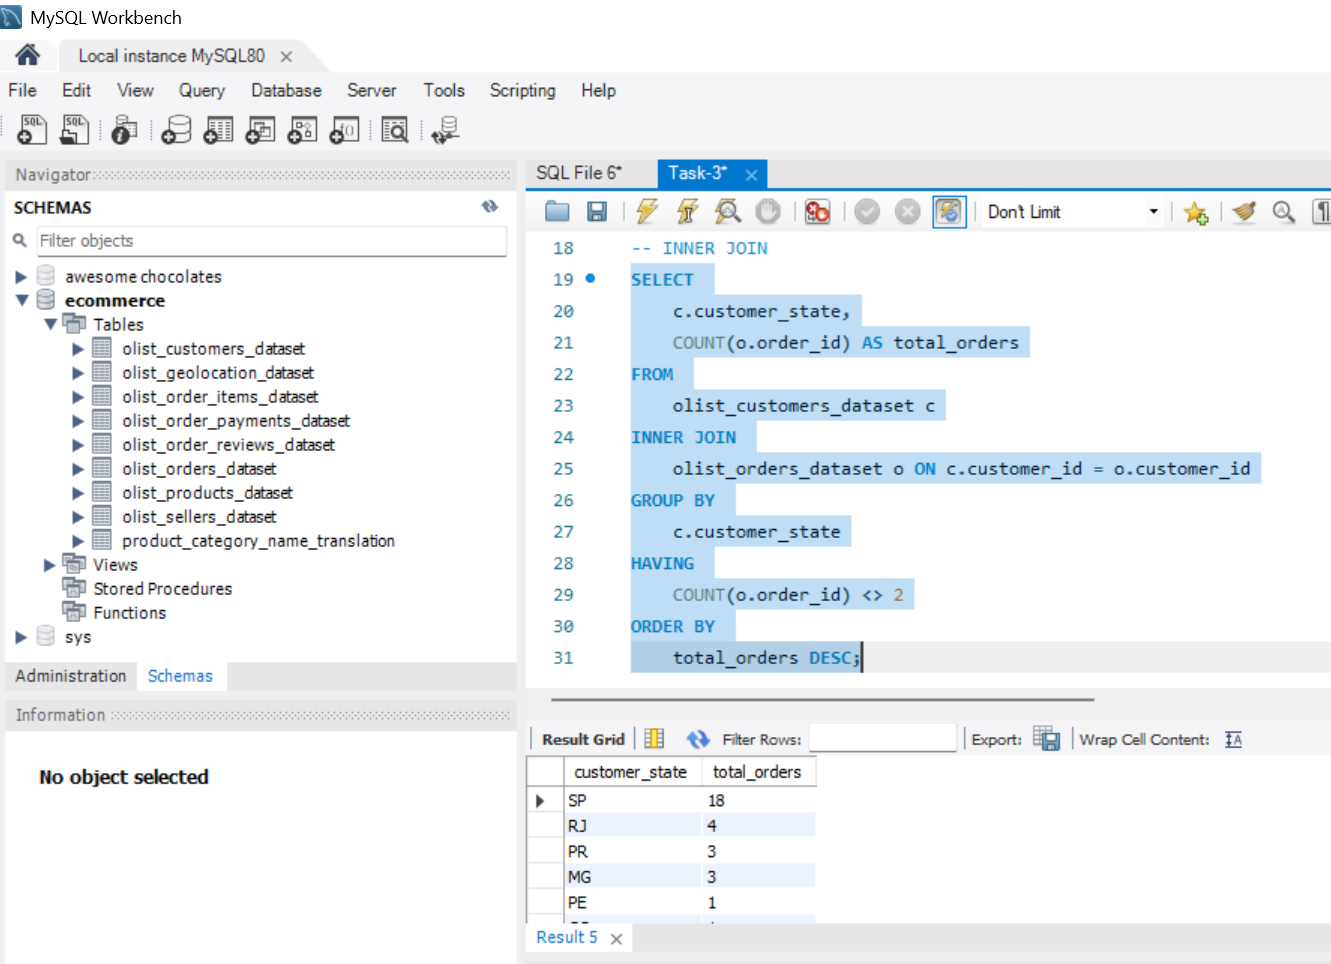 MySQL Workbench
Local instance MySQL80
File Edit View Query Database Server Tools Scripting Help
Navigator
SCHEMAS
Filter objects
awesome chocolates
ecommerce
Tables
olist_customers_dataset
olist_geolocation_dataset
olist_order_items_dataset
olist_order_payments_dataset
olist_order_reviews_dataset
olist_orders_dataset
olist_products_dataset
olist_sellers_dataset
product_category_name_translation
Views
Stored Procedures
Functions
sys
Administration Schemas
Information
No object selected
SQL File 6* Task-3*
Don't Limit
18 -- INNER JOIN
19 SELECT
20 c.customer_state,
21 COUNT(o.order_id) AS total_orders
22 FROM
23 olist_customers_dataset c
24 INNER JOIN
25 olist_orders_dataset o ON c.customer_id = o.customer_id
26 GROUP BY
27 c.customer_state
28 HAVING
29 COUNT(o.order_id) <> 2
30 ORDER BY
31 total_orders DESC;
Result Grid Filter Rows: Export: Wrap Cell Content:
customer_state total_orders
SP 18
RJ 4
PR 3
MG 3
PE 1
Result 5